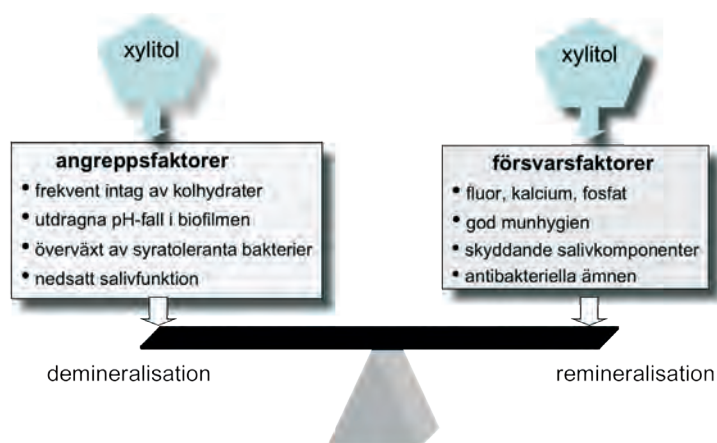 xylitol
angreppsfaktorer
• frekvent intag av kolhydrater
• utdragna pH-fall i biofilmen
• överväxt av syratoleranta bakterier
• nedsatt salivfunktion
demineralisation
xylitol
försvarsfaktorer
• fluor, kalcium, fosfat
• god munhygien
• skyddande salivkomponenter
• antibakteriella ämnen
remineralisation